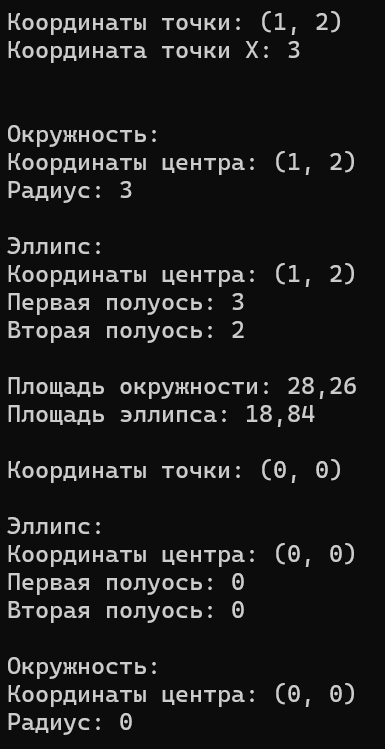 Координаты точки: (1, 2)
Координата точки X: 3
Окружность:
Координаты центра: (1, 2)
Радиус: 3
Эллипс:
Координаты центра: (1, 2)
Первая полуось: 3
Вторая полуось: 2
Площадь окружности: 28,26
Площадь эллипса: 18,84
Координаты точки: (0, 0)
Эллипс:
Координаты центра: (0, 0)
Первая полуось: 0
Вторая полуось: 0
Окружность:
Координаты центра: (0, 0)
Радиус: 0